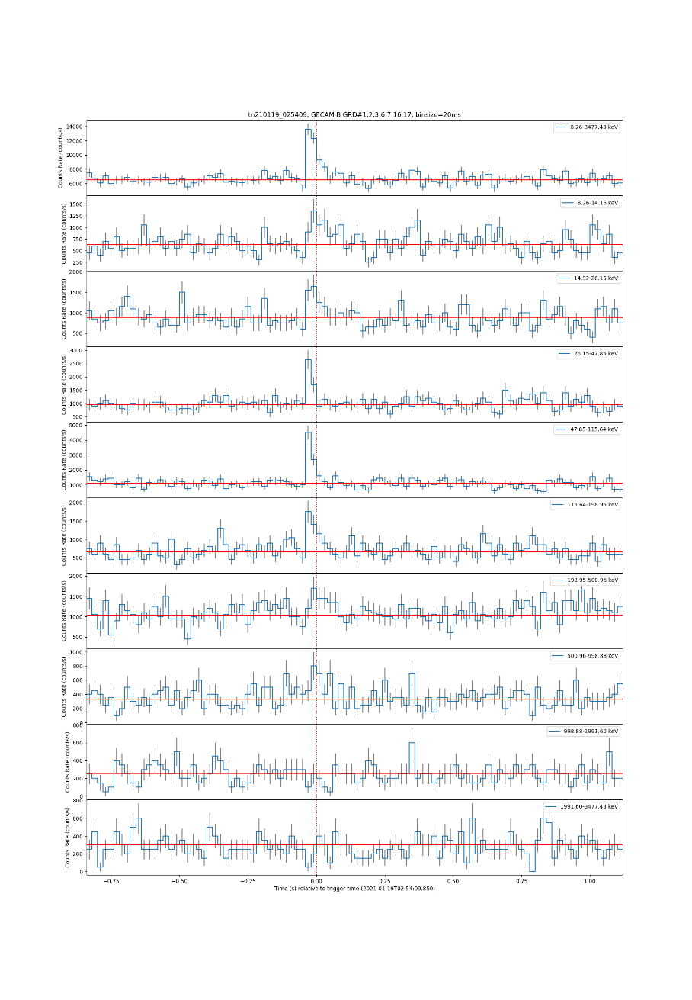 tn210119_025409, GECAM-B GRD#1,2,3,6,7,16,17, binsize=20ms
8.26-3477.43 keV
14000
12000
10000
8000
6000
Counts Rate (counts/s)
8.26-14.16 keV
1500
1250
1000
750
500
250
Counts Rate (counts/s)
14.92-26.15 keV
2000
1500
1000
500
Counts Rate (counts/s)
26.15-47.85 keV
3000
2500
2000
1500
1000
500
Counts Rate (counts/s)
47.85-115.64 keV
5000
4000
3000
2000
1000
Counts Rate (counts/s)
115.64-198.95 keV
2000
1500
1000
500
Counts Rate (counts/s)
198.95-500.96 keV
2000
1500
1000
500
Counts Rate (counts/s)
500.96-998.88 keV
1000
800
600
400
200
0
Counts Rate (counts/s)
998.88-1991.60 keV
800
600
400
200
0
Counts Rate (counts/s)
1991.60-3477.43 keV
800
600
400
200
0
Counts Rate (counts/s)
−0.75 −0.50 −0.25 0.00 0.25 0.50 0.75 1.00
Time (s) relative to trigger time (2021-01-19T02:54:09.850)